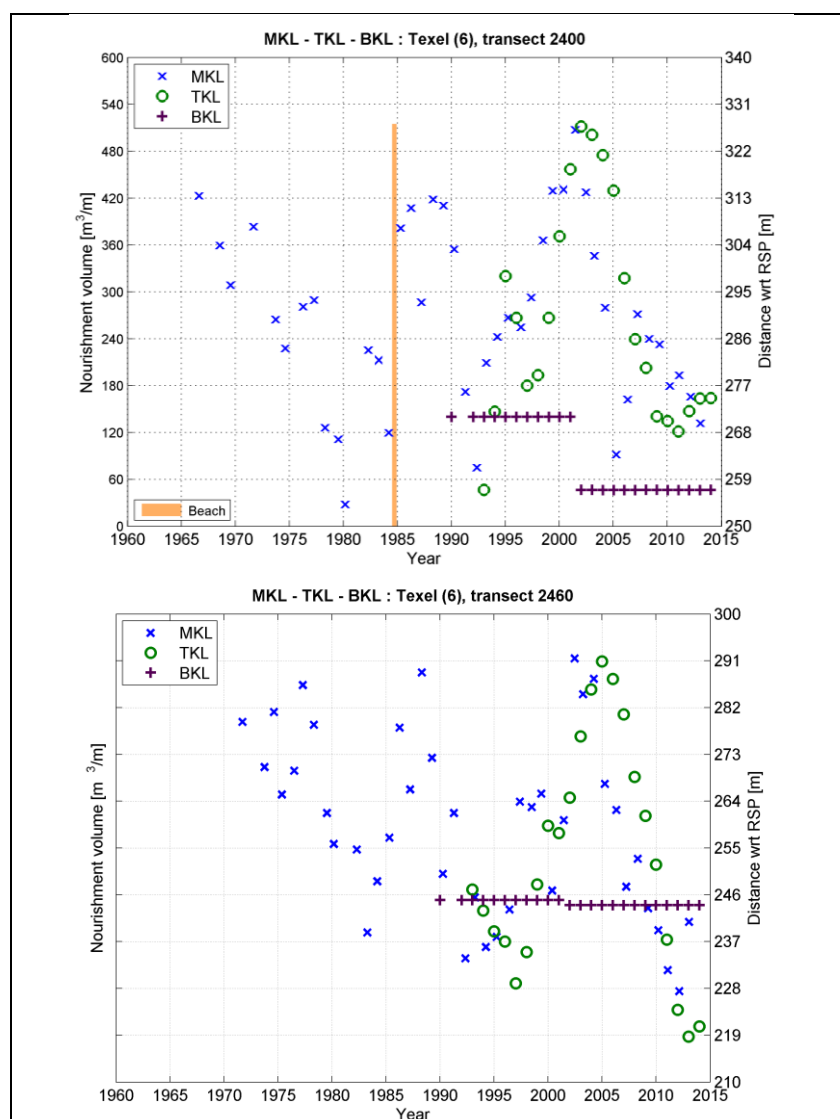 MKL - TKL - BKL : Texel (6), transect 2400
MKL
TKL
BKL
Nourishment volume [m³/m]
600
540
480
420
360
300
240
180
120
60
0
340
331
322
313
304
295
286
277
268
259
250
Distance wrt RSP [m]
Beach
1960 1965 1970 1975 1980 1985 1990 1995 2000 2005 2010 2015
Year
MKL - TKL - BKL : Texel (6), transect 2460
MKL
TKL
BKL
Nourishment volume [m ³/m]
300
291
282
273
264
255
246
237
228
219
210
Distance wrt RSP [m]
1960 1965 1970 1975 1980 1985 1990 1995 2000 2005 2010 2015
Year